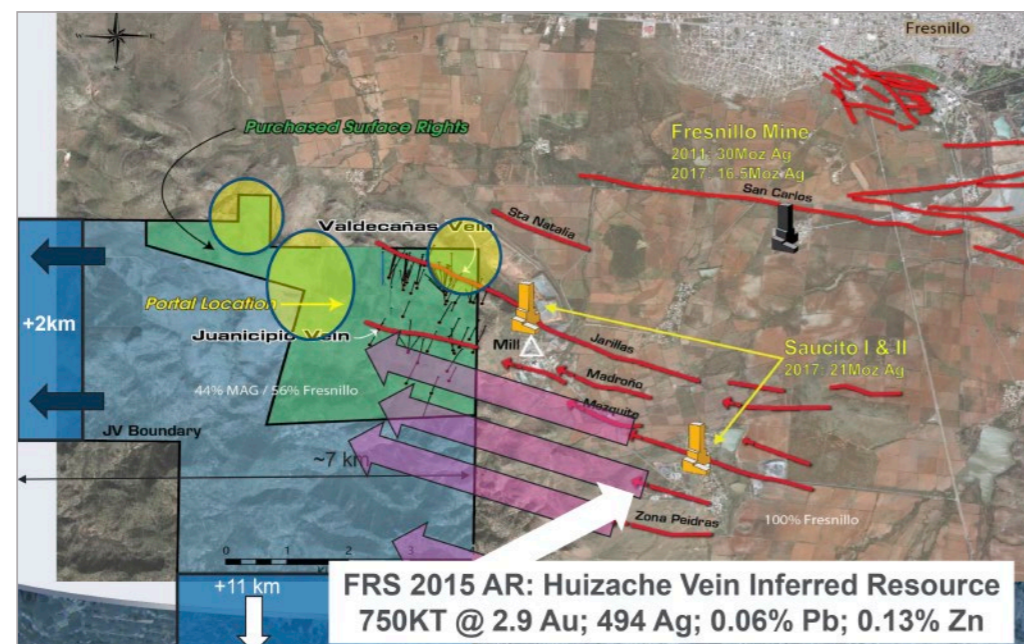 Fresnillo
W
E
Purchased Surface Rights
Fresnillo Mine
2011: 30Moz Ag
2017: 16.5Moz Ag
San Carlos
Sta Natalia
Valdecañas Vein
Portal Location
+2km
Juanicipio Vein
Mill
Jarillas
Saucito I & II
2017: 21Moz Ag
Madroño
44% MAG / 56% Fresnillo
Mezquite
JV Boundary
~7 km
Zona Peidras
100% Fresnillo
0 1 2 3
+11 km
FRS 2015 AR: Huizache Vein Inferred Resource
750KT @ 2.9 Au; 494 Ag; 0.06% Pb; 0.13% Zn